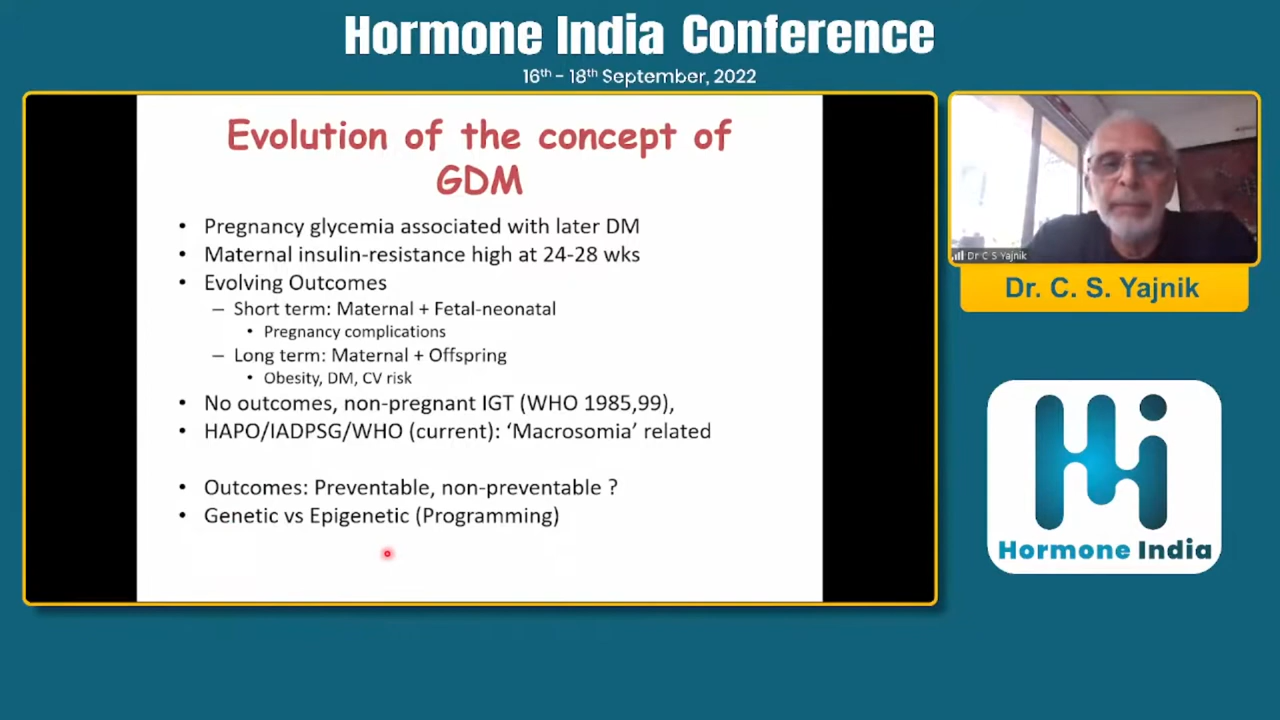 Hormone India Conference
16th - 18th September, 2022
Evolution of the concept of
GDM
• Pregnancy glycemia associated with later DM
• Maternal insulin-resistance high at 24-28 wks
• Evolving Outcomes
– Short term: Maternal + Fetal-neonatal
• Pregnancy complications
– Long term: Maternal + Offspring
• Obesity, DM, CV risk
• No outcomes, non-pregnant IGT (WHO 1985,99),
• HAPO/IADPSG/WHO (current): ‘Macrosomia’ related
• Outcomes: Preventable, non-preventable ?
• Genetic vs Epigenetic (Programming)
Dr C S Yajnik
Dr. C. S. Yajnik
Hi
Hormone India